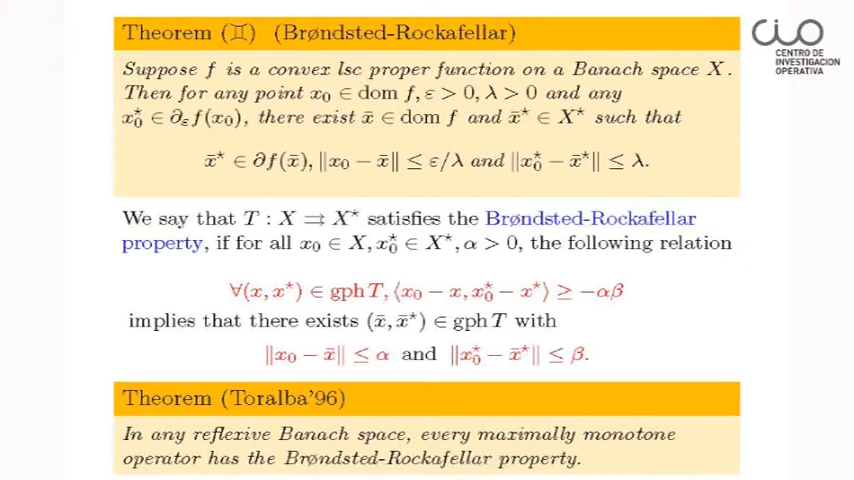 Theorem (♊) (Brøndsted-Rockafellar)
Suppose f is a convex lsc proper function on a Banach space X.
Then for any point x₀ ∈ dom f, ε > 0, λ > 0 and any
x₀* ∈ ∂_εf(x₀), there exist x̄ ∈ dom f and x̄* ∈ X* such that
x̄* ∈ ∂f(x̄), ‖x₀ − x̄‖ ≤ ε/λ and ‖x₀* − x̄*‖ ≤ λ.
We say that T : X ⇉ X* satisfies the Brøndsted-Rockafellar
property, if for all x₀ ∈ X, x₀* ∈ X*, α > 0, the following relation
∀(x, x*) ∈ gph T, ⟨x₀ − x, x₀* − x*⟩ ≥ −αβ
implies that there exists (x̄, x̄*) ∈ gph T with
‖x₀ − x̄‖ ≤ α and ‖x₀* − x̄*‖ ≤ β.
Theorem (Toralba'96)
In any reflexive Banach space, every maximally monotone
operator has the Brøndsted-Rockafellar property.
CIO
CENTRO DE
INVESTIGACION
OPERATIVA